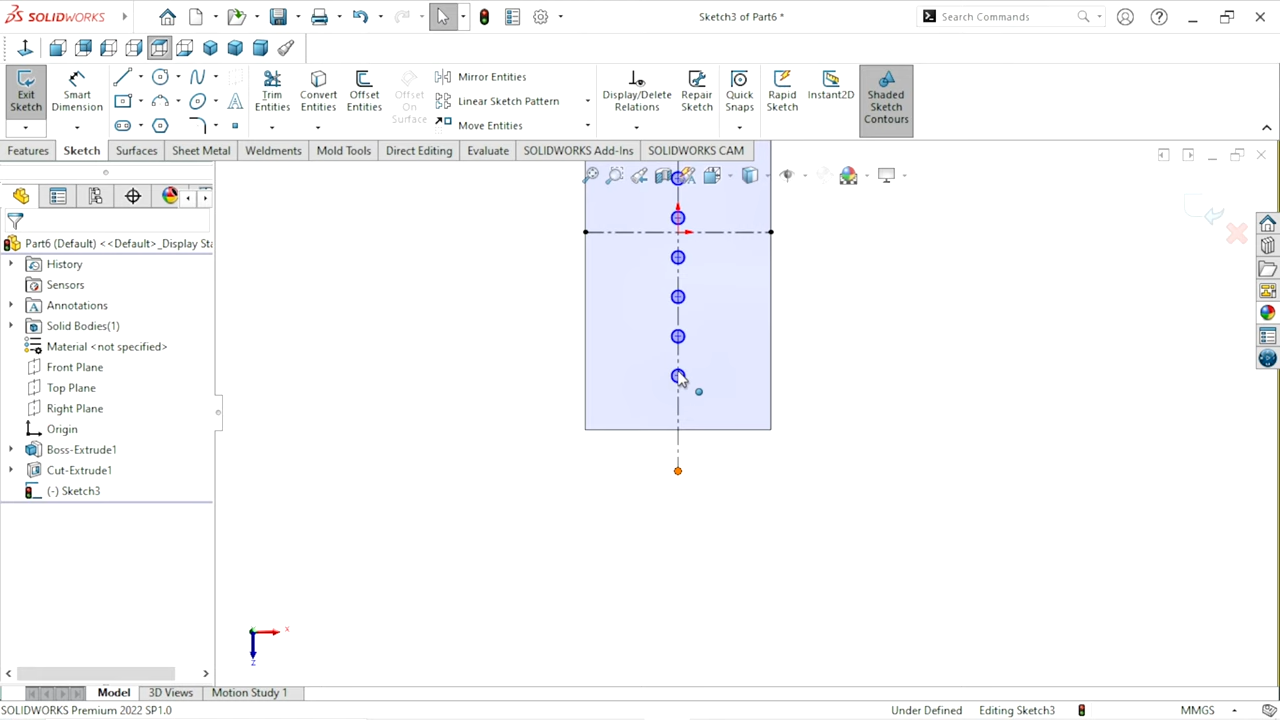 SOLIDWORKS
Sketch3 of Part6 *
Search Commands
Exit Sketch
Smart Dimension
Trim Entities
Convert Entities
Offset Entities
Offset On Surface
Mirror Entities
Linear Sketch Pattern
Move Entities
Display/Delete Relations
Repair Sketch
Quick Snaps
Rapid Sketch
Instant2D
Shaded Sketch Contours
Features
Sketch
Surfaces
Sheet Metal
Weldments
Mold Tools
Direct Editing
Evaluate
SOLIDWORKS Add-Ins
SOLIDWORKS CAM
Part6 (Default) <<Default>_Display Sta
History
Sensors
Annotations
Solid Bodies(1)
Material <not specified>
Front Plane
Top Plane
Right Plane
Origin
Boss-Extrude1
Cut-Extrude1
(-) Sketch3
X
Z
Model
3D Views
Motion Study 1
SOLIDWORKS Premium 2022 SP1.0
Under Defined
Editing Sketch3
MMGS